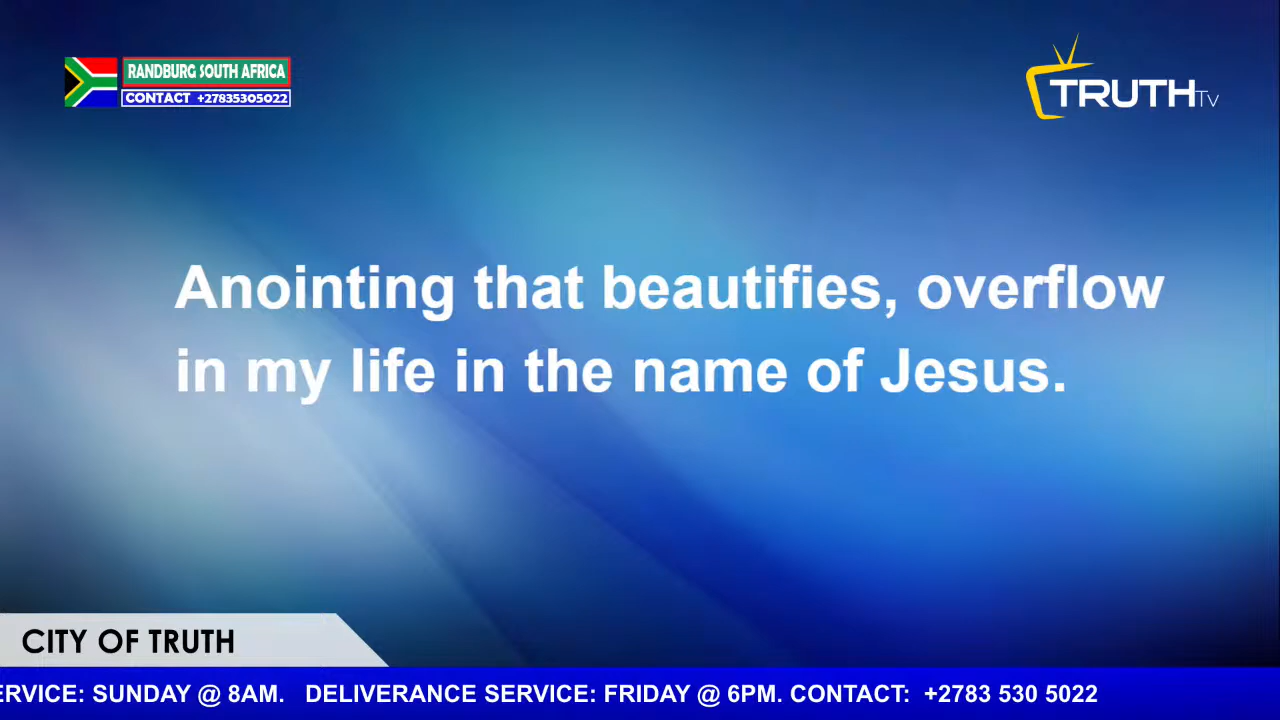 RANDBURG SOUTH AFRICA
CONTACT +27835305022
TRUTH TV
Anointing that beautifies, overflow
in my life in the name of Jesus.
CITY OF TRUTH
ERVICE: SUNDAY @ 8AM. DELIVERANCE SERVICE: FRIDAY @ 6PM. CONTACT: +2783 530 5022